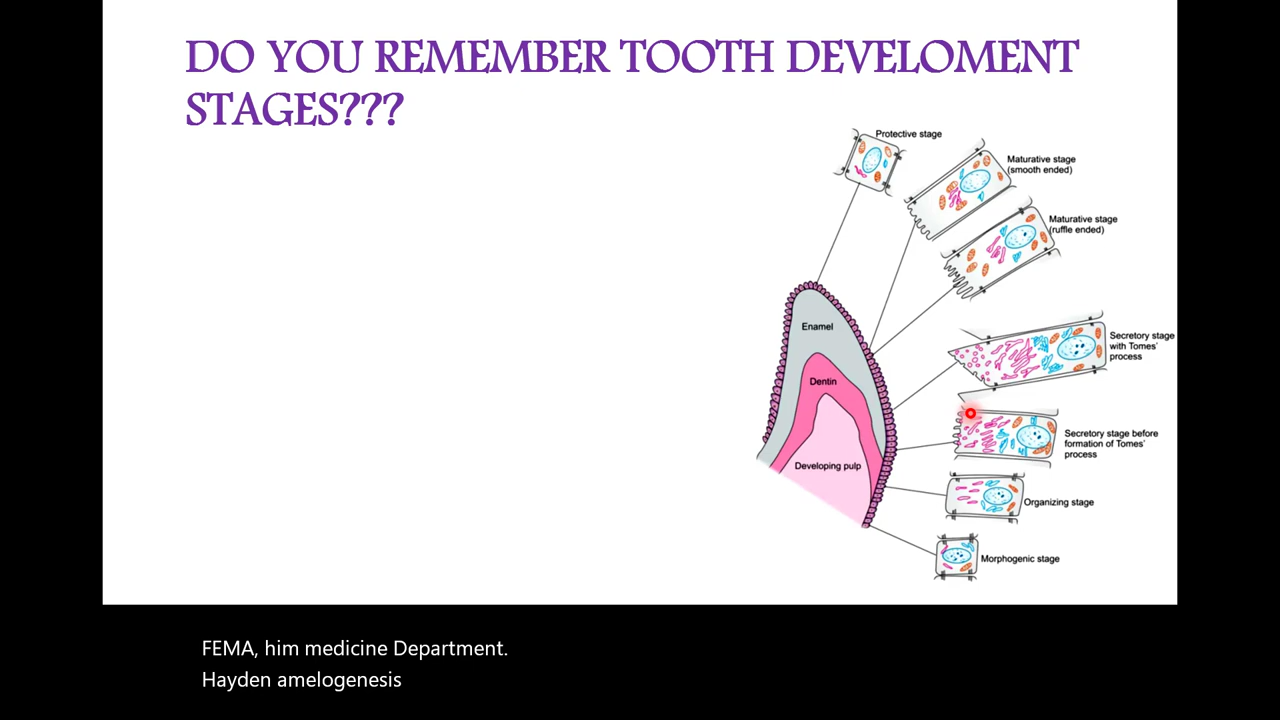 DO YOU REMEMBER TOOTH DEVELOMENT
STAGES???
Protective stage
Maturative stage
(smooth ended)
Maturative stage
(ruffle ended)
Enamel
Secretory stage
with Tomes'
process
Dentin
Secretory stage before
formation of Tomes'
process
Developing pulp
Organizing stage
Morphogenic stage
FEMA, him medicine Department.
Hayden amelogenesis